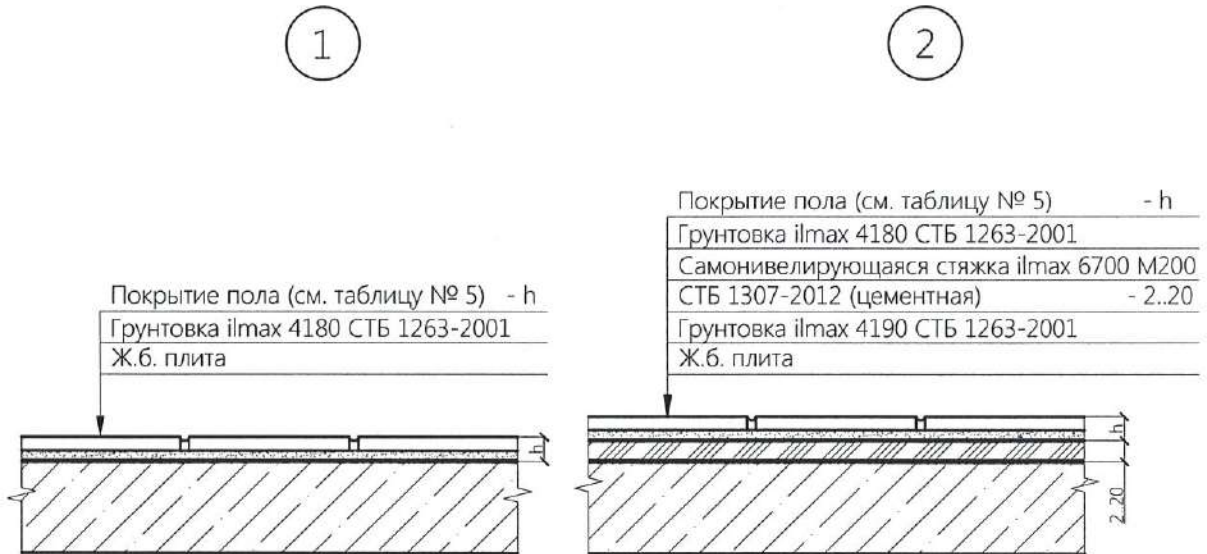 1
2
Покрытие пола (см. таблицу № 5) - h
Грунтовка ilmax 4180 СТБ 1263-2001
Ж.б. плита
h
Покрытие пола (см. таблицу № 5) - h
Грунтовка ilmax 4180 СТБ 1263-2001
Самонивелирующаяся стяжка ilmax 6700 М200
СТБ 1307-2012 (цементная) - 2..20
Грунтовка ilmax 4190 СТБ 1263-2001
Ж.б. плита
h
2..20